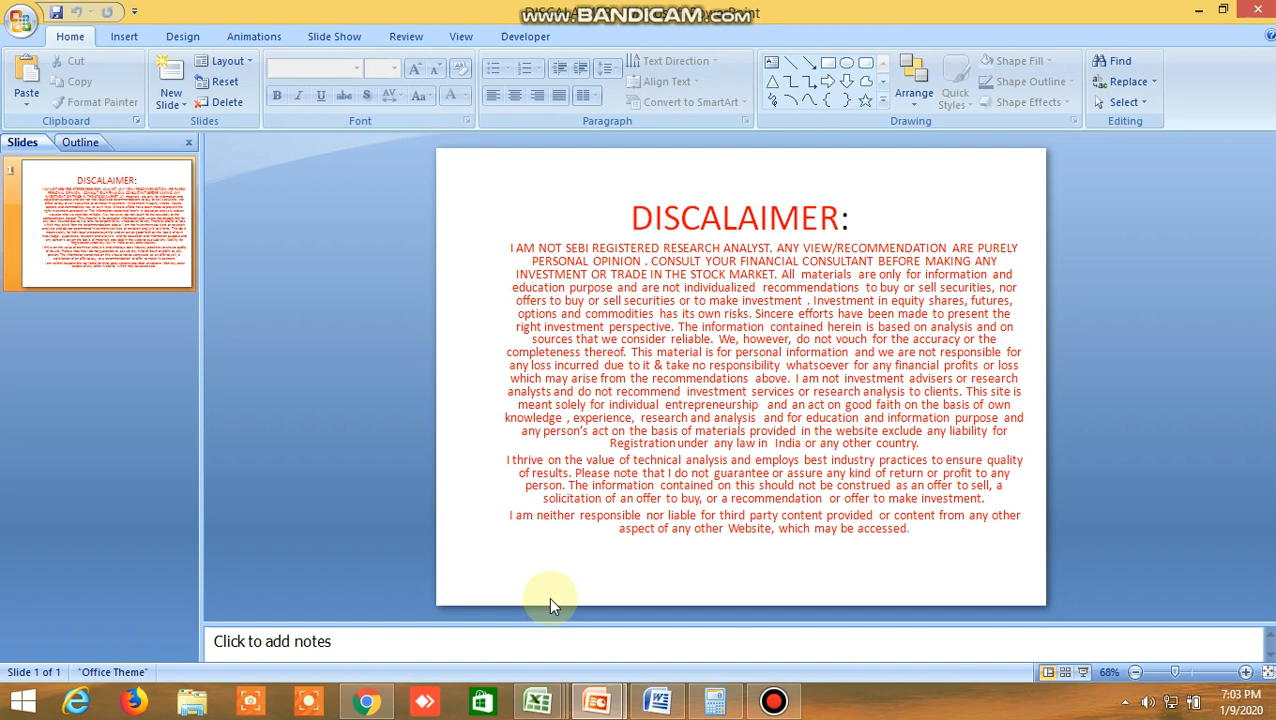 www.BANDICAM.com
Home Insert Design Animations Slide Show Review View Developer
Paste
Cut
Copy
Format Painter
Clipboard
New
Slide
Layout
Reset
Delete
Slides
B I U abc S AV Aa A
Font
Text Direction
Align Text
Convert to SmartArt
Paragraph
Arrange
Quick
Styles
Shape Fill
Shape Outline
Shape Effects
Drawing
Find
Replace
Select
Editing
Slides Outline
1
DISCALAIMER:
DISCALAIMER:
I AM NOT SEBI REGISTERED RESEARCH ANALYST. ANY VIEW/RECOMMENDATION ARE PURELY
PERSONAL OPINION . CONSULT YOUR FINANCIAL CONSULTANT BEFORE MAKING ANY
INVESTMENT OR TRADE IN THE STOCK MARKET. All materials are only for information and
education purpose and are not individualized recommendations to buy or sell securities, nor
offers to buy or sell securities or to make investment . Investment in equity shares, futures,
options and commodities has its own risks. Sincere efforts have been made to present the
right investment perspective. The information contained herein is based on analysis and on
sources that we consider reliable. We, however, do not vouch for the accuracy or the
completeness thereof. This material is for personal information and we are not responsible for
any loss incurred due to it & take no responsibility whatsoever for any financial profits or loss
which may arise from the recommendations above. I am not investment advisers or research
analysts and do not recommend investment services or research analysis to clients. This site is
meant solely for individual entrepreneurship and an act on good faith on the basis of own
knowledge , experience, research and analysis and for education and information purpose and
any person's act on the basis of materials provided in the website exclude any liability for
Registration under any law in India or any other country.
I thrive on the value of technical analysis and employs best industry practices to ensure quality
of results. Please note that I do not guarantee or assure any kind of return or profit to any
person. The information contained on this should not be construed as an offer to sell, a
solicitation of an offer to buy, or a recommendation or offer to make investment.
I am neither responsible nor liable for third party content provided or content from any other
aspect of any other Website, which may be accessed.
Click to add notes
Slide 1 of 1 "Office Theme" 68%
7:03 PM
1/9/2020